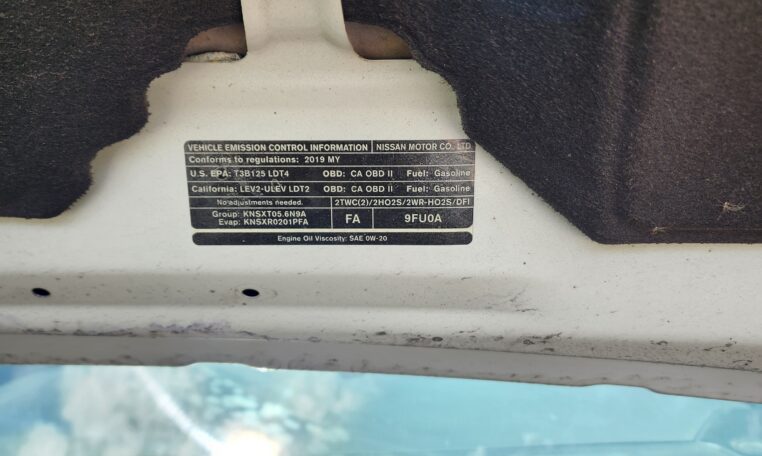 VEHICLE EMISSION CONTROL INFORMATION NISSAN MOTOR CO., LTD.
Conforms to regulations: 2019 MY
U.S. EPA: T3B125 LDT4 OBD: CA OBD II Fuel: Gasoline
California: LEV2-ULEV LDT2 OBD: CA OBD II Fuel: Gasoline
No adjustments needed. 2TWC(2)/2HO2S/2WR-HO2S/DFI
Group: KNSXT05.6N9A
Evap: KNSXR0201PFA
FA 9FU0A
Engine Oil Viscosity: SAE 0W-20